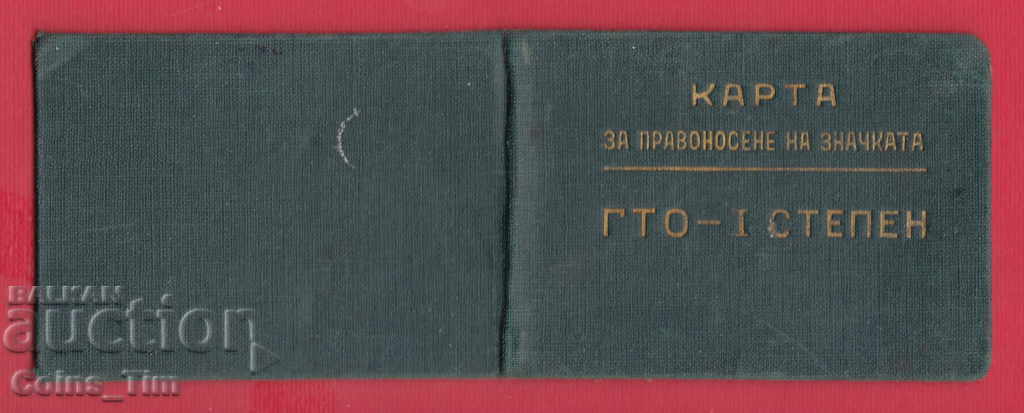 КАРТА
ЗА ПРАВОНОСЕНЕ НА ЗНАЧКАТА
ГТО – I СТЕПЕН
BALKAN
auction
Coins_Tim